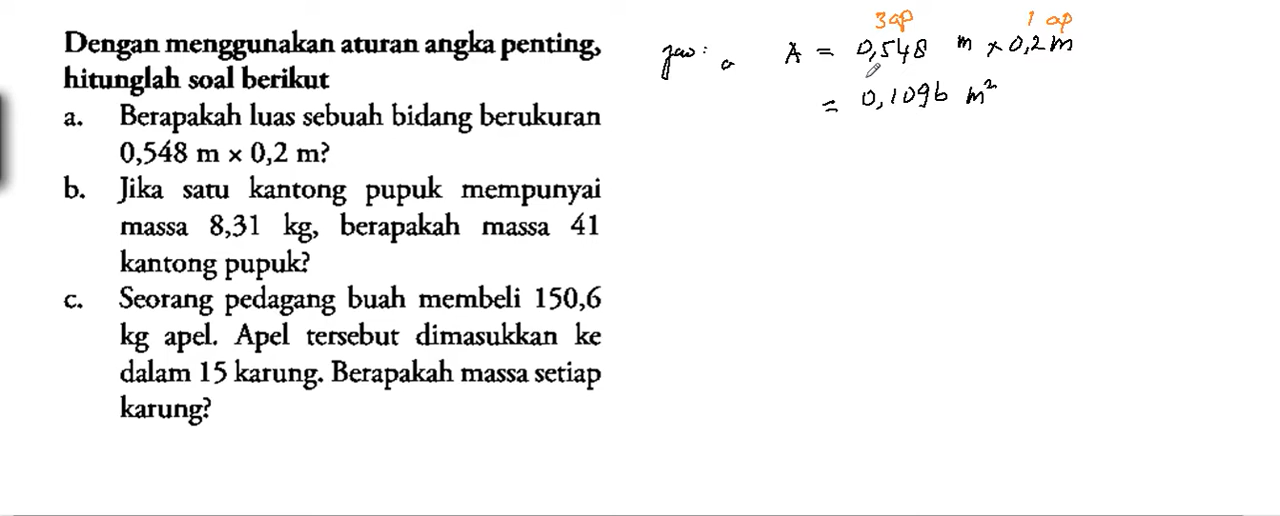 Dengan menggunakan aturan angka penting,
hitunglah soal berikut
a. Berapakah luas sebuah bidang berukuran
0,548 m × 0,2 m?
b. Jika satu kantong pupuk mempunyai
massa 8,31 kg, berapakah massa 41
kantong pupuk?
c. Seorang pedagang buah membeli 150,6
kg apel. Apel tersebut dimasukkan ke
dalam 15 karung. Berapakah massa setiap
karung?
3 ap 1 ap
jaw : a A = 0,548 m × 0,2 m
= 0,1096 m²